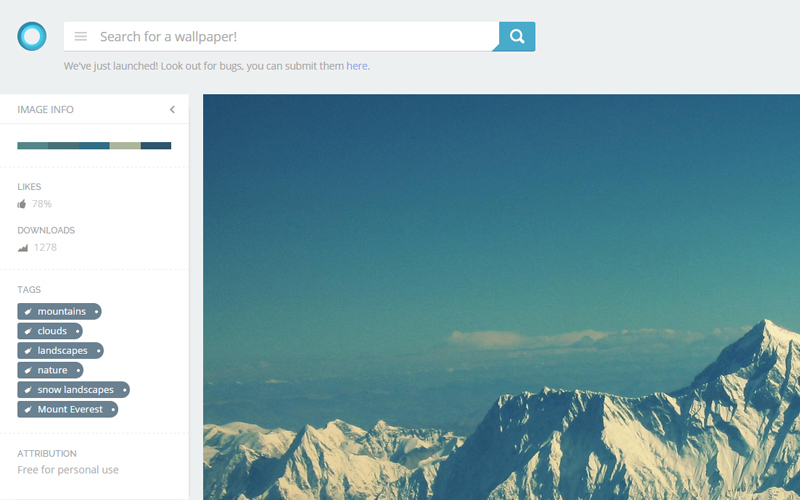 Search for a wallpaper!
We've just launched! Look out for bugs, you can submit them here.
IMAGE INFO
LIKES
78%
DOWNLOADS
1278
TAGS
mountains
clouds
landscapes
nature
snow landscapes
Mount Everest
ATTRIBUTION
Free for personal use